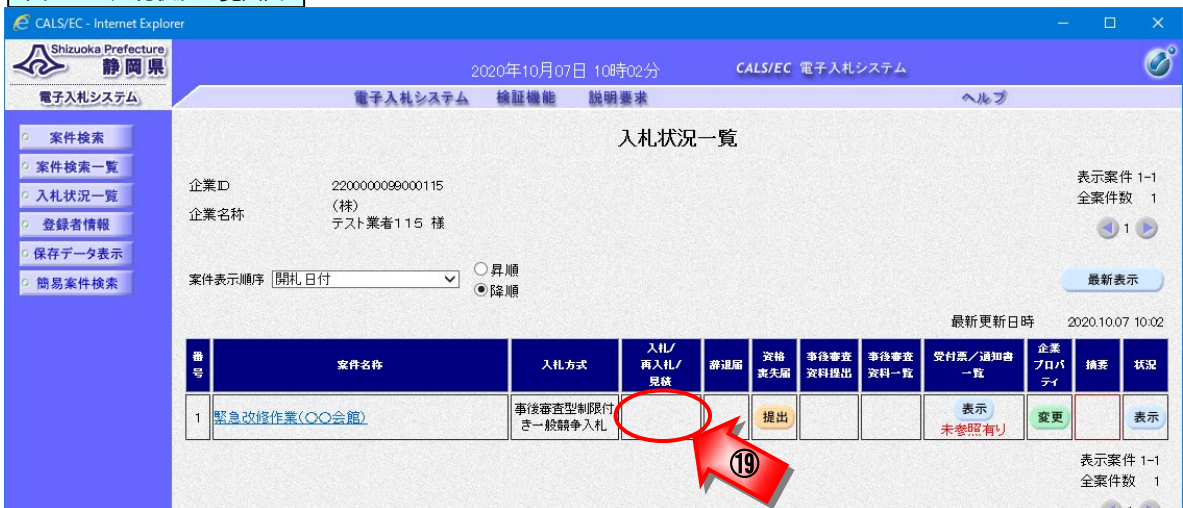 CALS/EC - Internet Explorer
Shizuoka Prefecture
静岡県
2020年10月07日 10時02分
CALS/EC 電子入札システム
電子入札システム
電子入札システム 検証機能 説明要求 ヘルプ
案件検索
案件検索一覧
入札状況一覧
登録者情報
保存データ表示
簡易案件検索
入札状況一覧
企業ID 2200000099000115
企業名称 (株)
テスト業者115 様
表示案件 1-1
全案件数 1
1
案件表示順序 開札日付
昇順
降順
最新表示
最新更新日時 2020.10.07 10:02
番号 案件名称 入札方式 入札/再入札/見積 辞退届 資格喪失届 事後審査資料提出 事後審査資料一覧 受付票/通知書一覧 企業プロパティ 摘要 状況
1 緊急改修作業(○○会館) 事後審査型制限付き一般競争入札 提出 表示 未参照有り 変更 表示
⑲
表示案件 1-1
全案件数 1